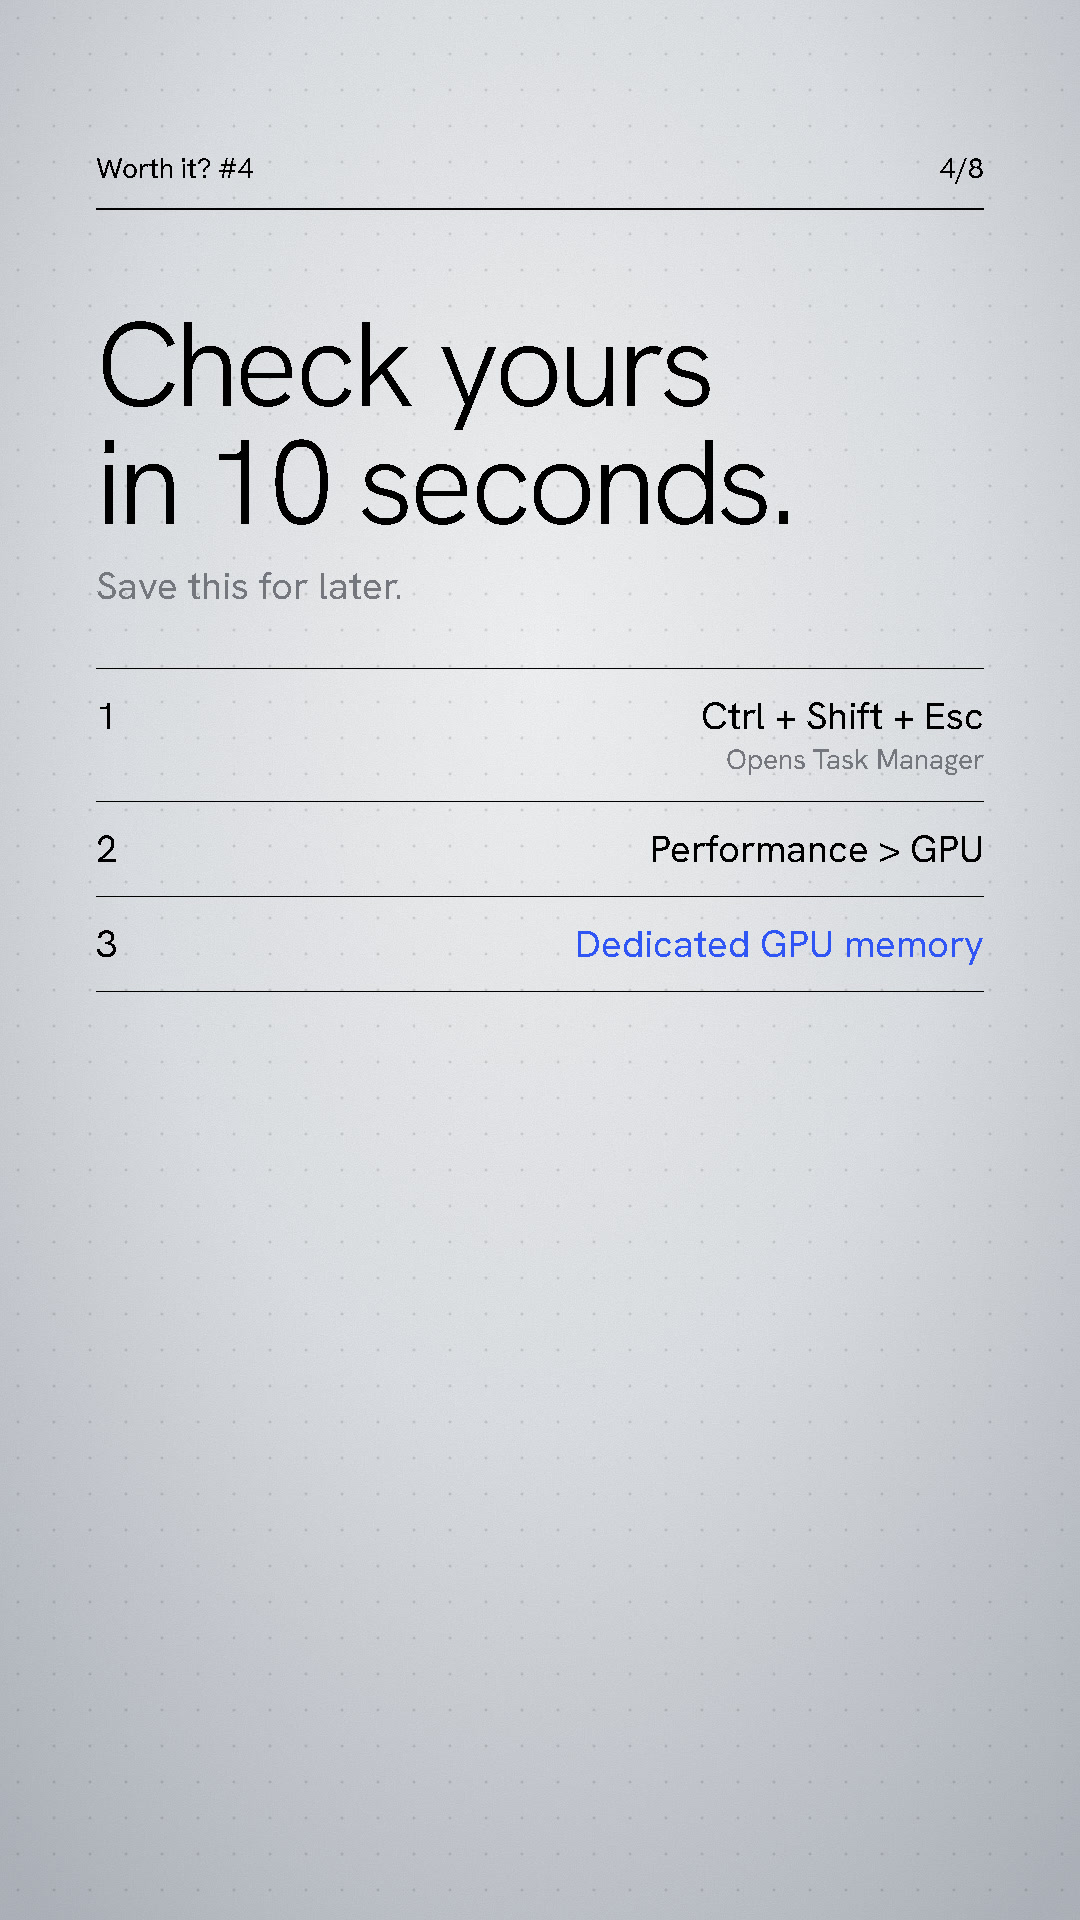 Worth it? #4
4/8
Check yours
in 10 seconds.
Save this for later.
1
Ctrl + Shift + Esc
Opens Task Manager
2
Performance > GPU
3
Dedicated GPU memory